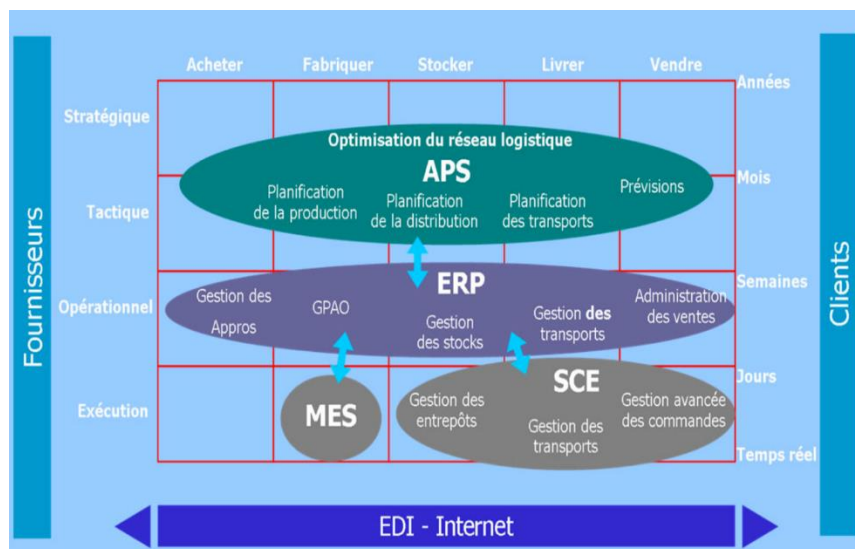 Acheter
Fabriquer
Stocker
Livrer
Vendre
Années
Stratégique
Optimisation du réseau logistique
APS
Mois
Tactique
Planification
de la production
Planification
de la distribution
Planification
des transports
Prévisions
Fournisseurs
Clients
Semaines
Opérationnel
ERP
Gestion des
Appros
GPAO
Gestion
des stocks
Gestion des
transports
Administration
des ventes
Jours
Exécution
MES
SCE
Gestion des
entrepôts
Gestion des
transports
Gestion avancée
des commandes
Temps réel
EDI - Internet